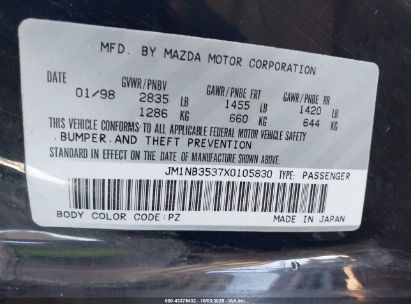 MFD. BY MAZDA MOTOR CORPORATION
DATE GVWR/PNBV GAWR/PNBE FRT GAWR/PNBE RR
01/98 2835 LB 1455 LB 1420 LB
1286 KG 660 KG 644 KG
THIS VEHICLE CONFORMS TO ALL APPLICABLE FEDERAL MOTOR VEHICLE SAFETY
BUMPER AND THEFT PREVENTION
STANDARD IN EFFECT ON THE DATE OF MANUFACTURE SHOWN ABOVE.
JM1NB3537X0105830 TYPE: PASSENGER
BODY COLOR CODE:PZ MADE IN JAPAN